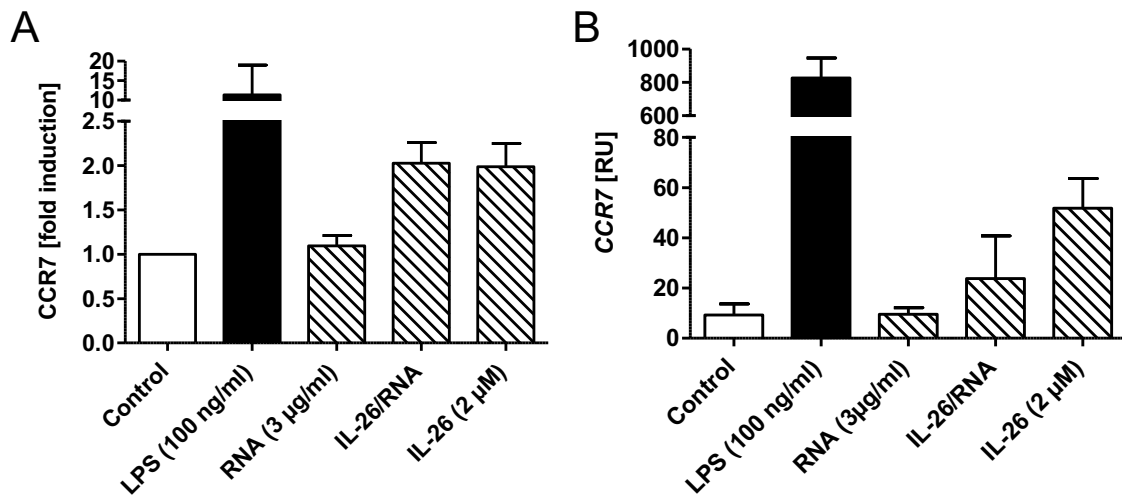 A
CCR7 [fold induction]
20
15
10
2.5
2.0
1.5
1.0
0.5
0.0
Control
LPS (100 ng/ml)
RNA (3 µg/ml)
IL-26/RNA
IL-26 (2 µM)
B
CCR7 [RU]
1000
800
600
80
60
40
20
0
Control
LPS (100 ng/ml)
RNA (3µg/ml)
IL-26/RNA
IL-26 (2 µM)